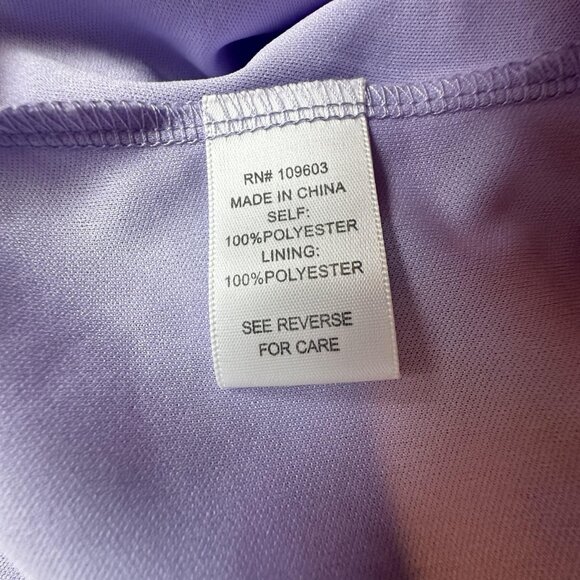 RN# 109603
MADE IN CHINA
SELF:
100%POLYESTER
LINING:
100%POLYESTER
SEE REVERSE
FOR CARE